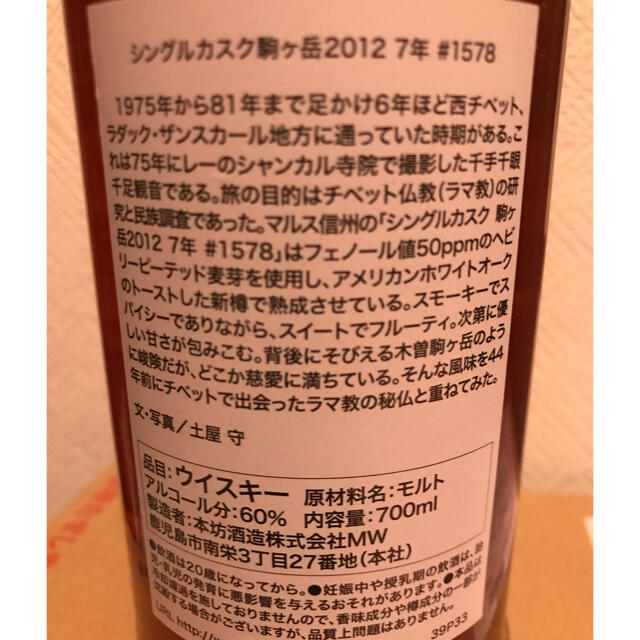 シングルカスク駒ヶ岳2012 7年 #1578
1975年から81年まで足かけ6年ほど西チベット、
ラダック・ザンスカール地方に通っていた時期がある。こ
れは75年にレーのシャンカル寺院で撮影した千手千眼
千足観音である。旅の目的はチベット仏教(ラマ教)の研
究と民族調査であった。マルス信州の「シングルカスク 駒ヶ
岳2012 7年 #1578」はフェノール値50ppmのヘビ
リーピーテッド麦芽を使用し、アメリカンホワイトオーク
のトーストした新樽で熟成させている。スモーキーでス
パイシーでありながら、スイートでフルーティ。次第に優
しい甘さが包みこむ。背後にそびえる木曽駒ヶ岳のよう
に峻険だが、どこか慈愛に満ちている。そんな風味を44
年前にチベットで出会ったラマ教の秘仏と重ねてみた。
文・写真/土屋 守
品目:ウイスキー 原材料名:モルト
アルコール分:60% 内容量:700ml
製造者:本坊酒造株式会社MW
鹿児島市南栄3丁目27番地(本社)
●飲酒は20歳になってから。●妊娠中や授乳期の飲酒は、胎
児・乳児の発育に悪影響を与えるおそれがあります。●本品は
冷却濾過を施しておりませんので、香味成分や樽成分の一部が
沈殿する場合がございますが、品質上問題はありません。
URL http://
39P33